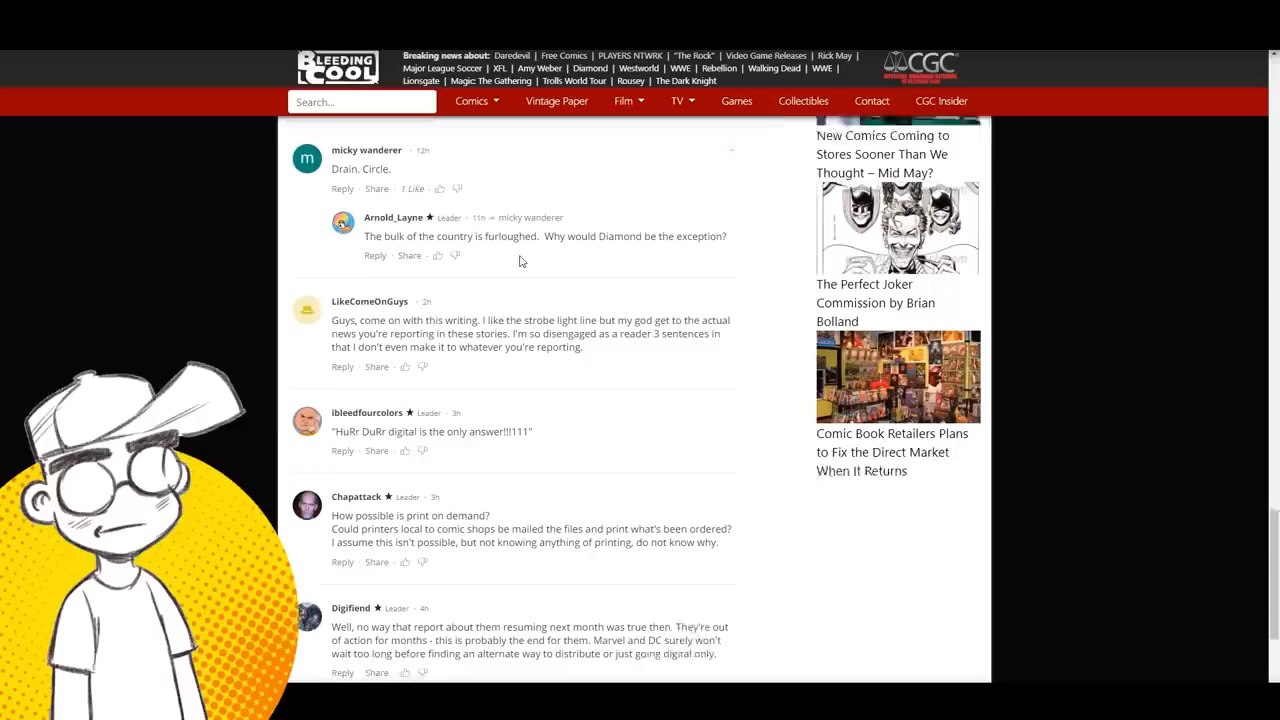 BLEEDING COOL
Breaking news about: Daredevil | Free Comics | PLAYERS NTWRK | "The Rock" | Video Game Releases | Rick May |
Major League Soccer | XFL | Amy Weber | Diamond | Westworld | WWE | Rebellion | Walking Dead | WWE |
Lionsgate | Magic: The Gathering | Trolls World Tour | Rousey | The Dark Knight
CGC
Search...
Comics
Vintage Paper
Film
TV
Games
Collectibles
Contact
CGC Insider
m
micky wanderer · 12h
Drain. Circle.
Reply · Share · 1 Like ·
Arnold_Layne ★ Leader · 11h micky wanderer
The bulk of the country is furloughed. Why would Diamond be the exception?
Reply · Share ·
LikeComeOnGuys · 2h
Guys, come on with this writing. I like the strobe light line but my god get to the actual
news you're reporting in these stories. I'm so disengaged as a reader 3 sentences in
that I don't even make it to whatever you're reporting.
Reply · Share ·
ibleedfourcolors ★ Leader · 3h
"HuRr DuRr digital is the only answer!!!111"
Reply · Share ·
Chapattack ★ Leader · 3h
How possible is print on demand?
Could printers local to comic shops be mailed the files and print what's been ordered?
I assume this isn't possible, but not knowing anything of printing, do not know why.
Reply · Share ·
Digifiend ★ Leader · 4h
Well, no way that report about them resuming next month was true then. They're out
of action for months - this is probably the end for them. Marvel and DC surely won't
wait too long before finding an alternate way to distribute or just going digital only.
Reply Share ·
New Comics Coming to
Stores Sooner Than We
Thought – Mid May?
The Perfect Joker
Commission by Brian
Bolland
Comic Book Retailers Plans
to Fix the Direct Market
When It Returns